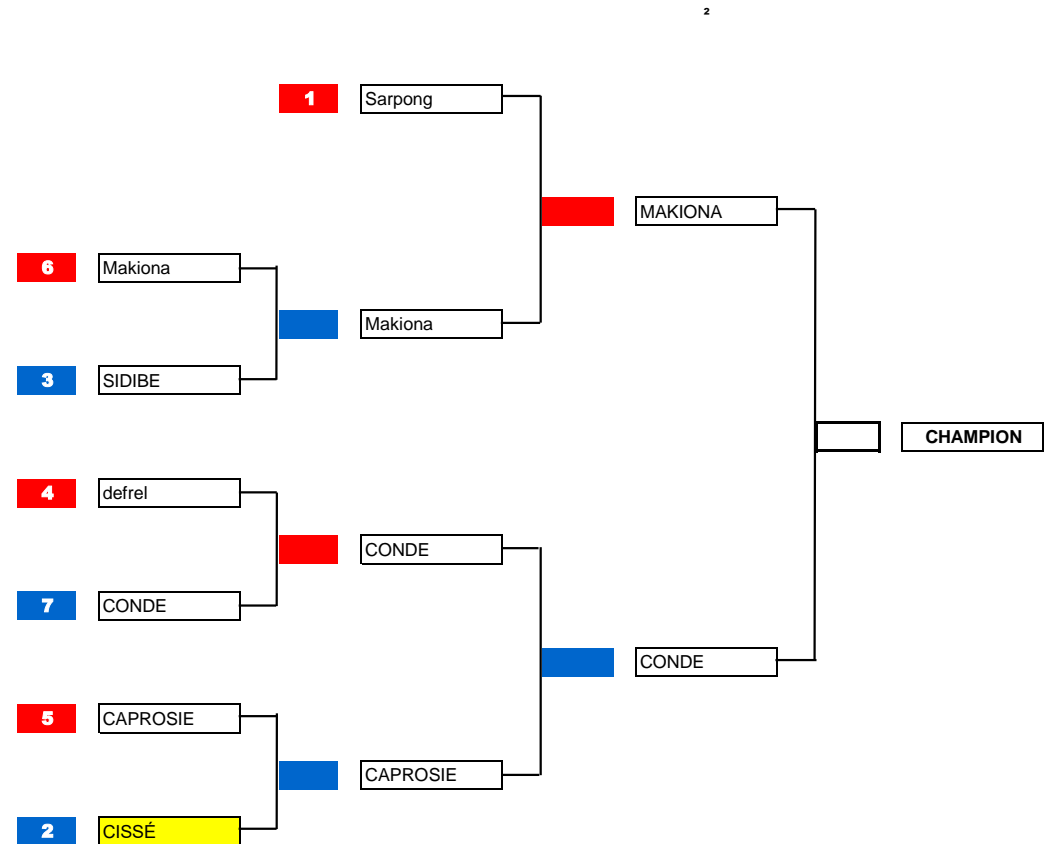 ²
1 Sarpong
MAKIONA
6 Makiona
Makiona
3 SIDIBE
CHAMPION
4 defrel
CONDE
7 CONDE
CONDE
5 CAPROSIE
CAPROSIE
2 CISSÉ